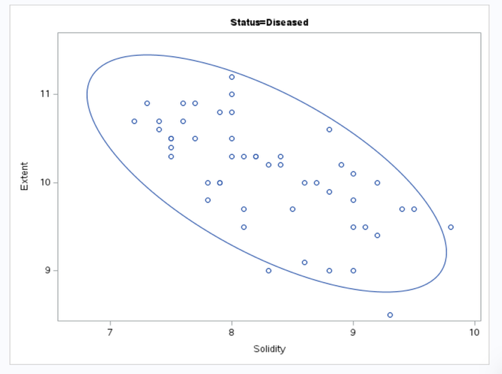 Status=Diseased
11
10
9
Extent
7 8 9 10
Solidity